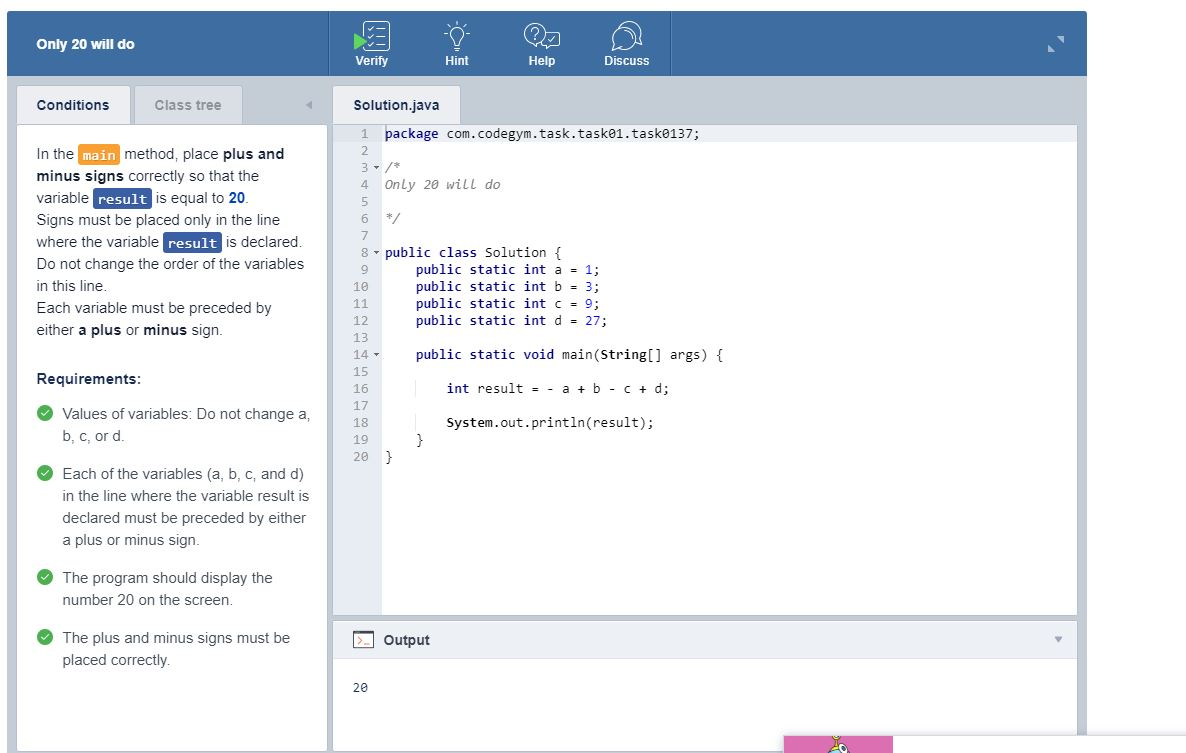 Only 20 will do
Verify
Hint
Help
Discuss
Conditions
Class tree
In the main method, place plus and
minus signs correctly so that the
variable result is equal to 20.
Signs must be placed only in the line
where the variable result is declared.
Do not change the order of the variables
in this line.
Each variable must be preceded by
either a plus or minus sign.
Requirements:
Values of variables: Do not change a,
b, c, or d.
Each of the variables (a, b, c, and d)
in the line where the variable result is
declared must be preceded by either
a plus or minus sign.
The program should display the
number 20 on the screen.
The plus and minus signs must be
placed correctly.
Solution.java
1 package com.codegym.task.task01.task0137;
2
3 /*
4 Only 20 will do
5
6 */
7
8 public class Solution {
9 public static int a = 1;
10 public static int b = 3;
11 public static int c = 9;
12 public static int d = 27;
13
14 public static void main(String[] args) {
15
16 int result = - a + b - c + d;
17
18 System.out.println(result);
19 }
20 }
Output
20